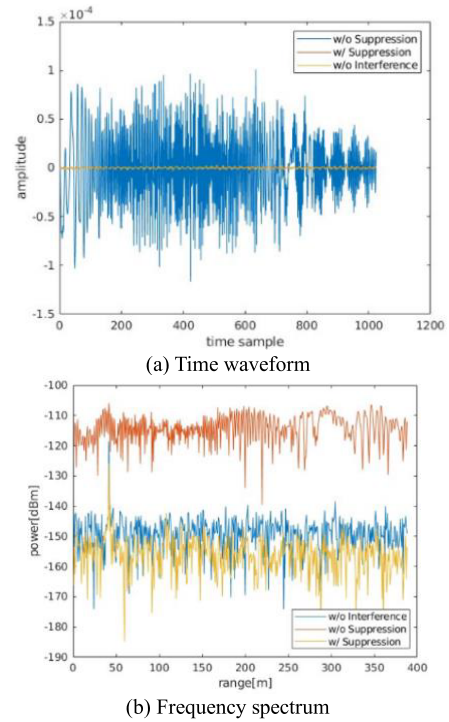 ×10⁻⁴
1.5
w/o Suppression
w/ Suppression
w/o Interference
1
0.5
0
-0.5
-1
-1.5
amplitude
0 200 400 600 800 1000 1200
time sample
(a) Time waveform
-100
-110
-120
-130
-140
-150
-160
-170
-180
-190
power[dBm]
w/o Interference
w/o Suppression
w/ Suppression
0 50 100 150 200 250 300 350 400
range[m]
(b) Frequency spectrum